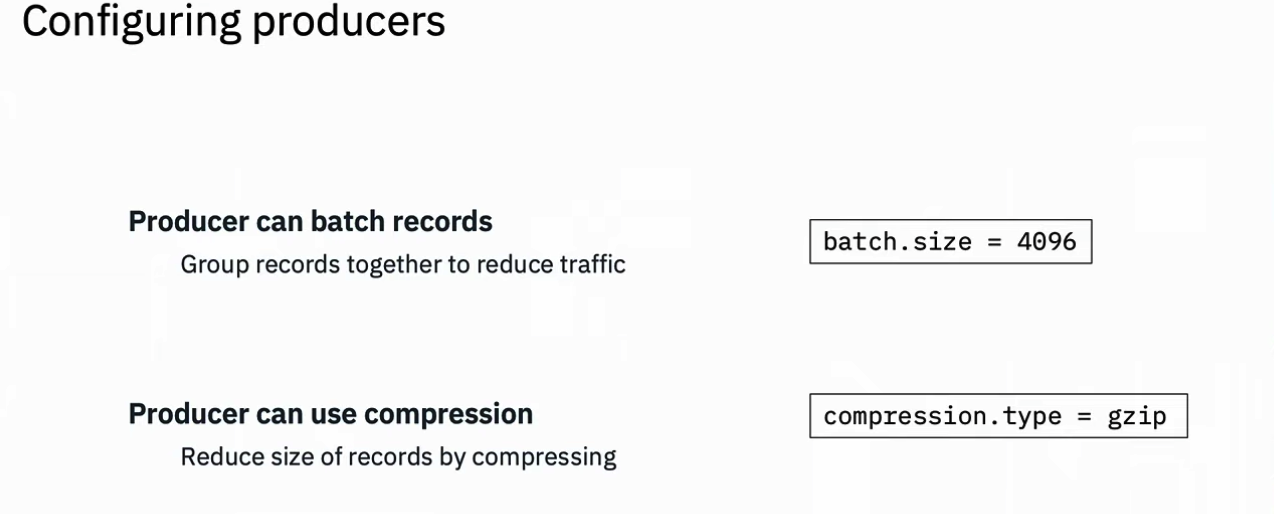 Configuring producers
Producer can batch records
Group records together to reduce traffic
batch.size = 4096
Producer can use compression
Reduce size of records by compressing
compression.type = gzip